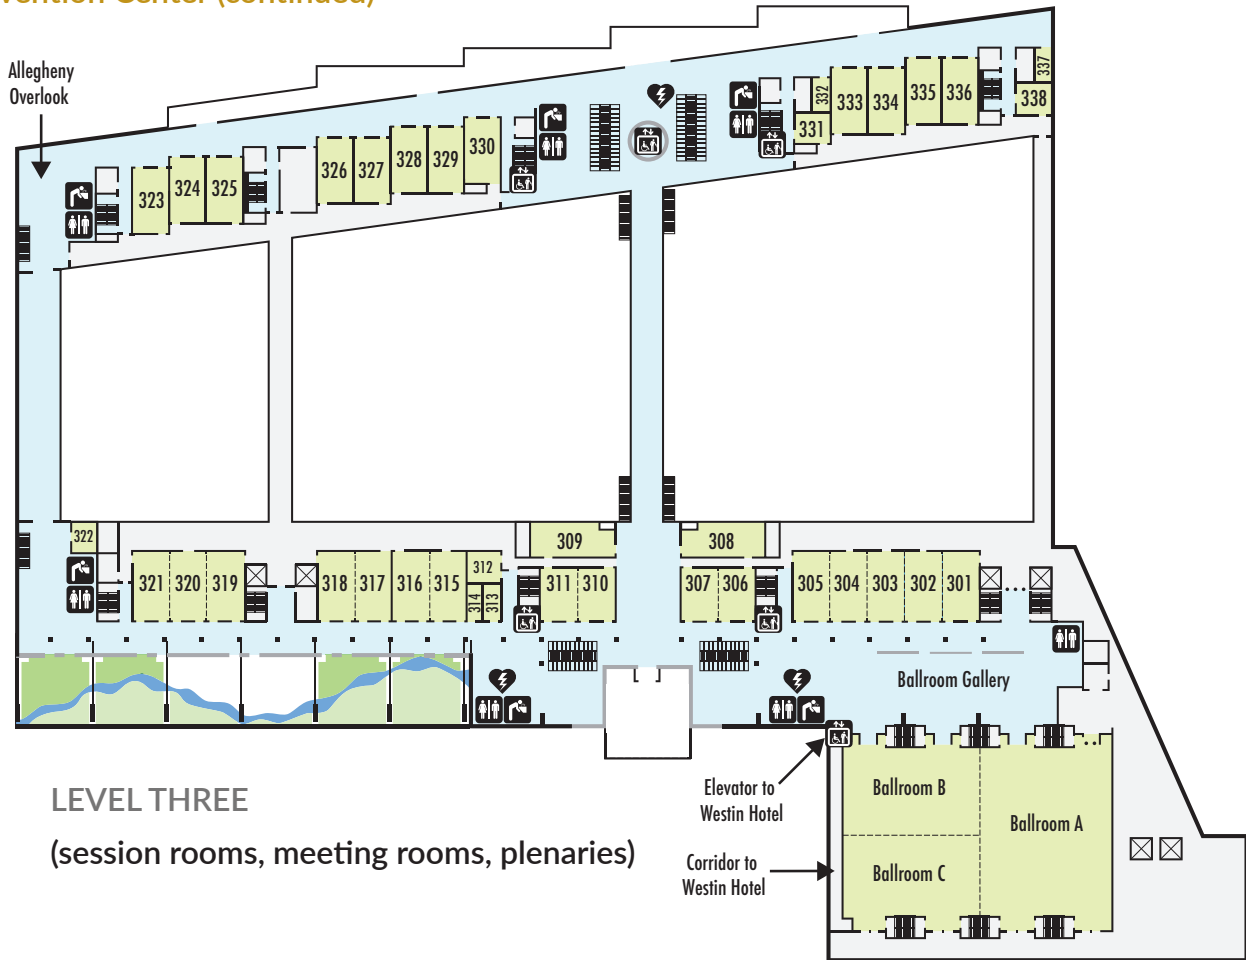 vention Center (continued)
Allegheny
Overlook
337
338
332
333
334
335
336
331
330
329
328
327
326
325
324
323
322
309
308
321
320
319
318
317
316
315
312
314
313
311
310
307
306
305
304
303
302
301
Ballroom Gallery
Elevator to
Westin Hotel
Ballroom B
Ballroom A
Corridor to
Westin Hotel
Ballroom C
LEVEL THREE
(session rooms, meeting rooms, plenaries)